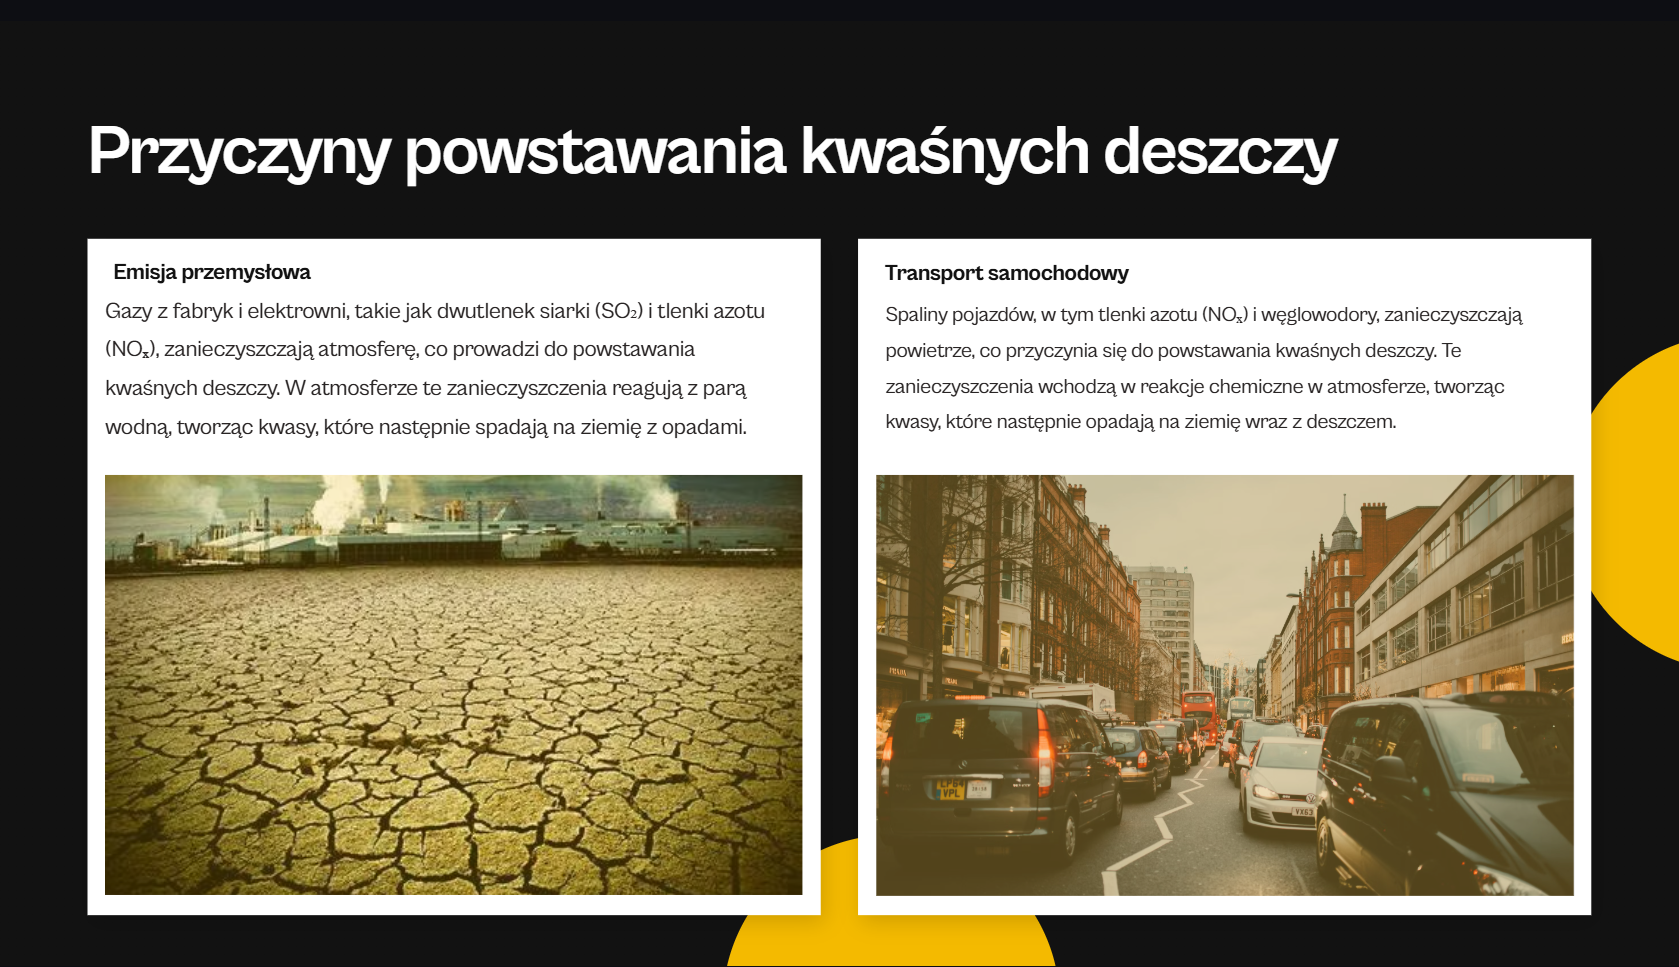 Przyczyny powstawania kwaśnych deszczy
Emisja przemysłowa
Gazy z fabryk i elektrowni, takie jak dwutlenek siarki (SO₂) i tlenki azotu
(NOₓ), zanieczyszczają atmosferę, co prowadzi do powstawania
kwaśnych deszczy. W atmosferze te zanieczyszczenia reagują z parą
wodną, tworząc kwasy, które następnie spadają na ziemię z opadami.
Transport samochodowy
Spaliny pojazdów, w tym tlenki azotu (NOₓ) i węglowodory, zanieczyszczają
powietrze, co przyczynia się do powstawania kwaśnych deszczy. Te
zanieczyszczenia wchodzą w reakcje chemiczne w atmosferze, tworząc
kwasy, które następnie opadają na ziemię wraz z deszczem.
PRADA
VPL
VX63